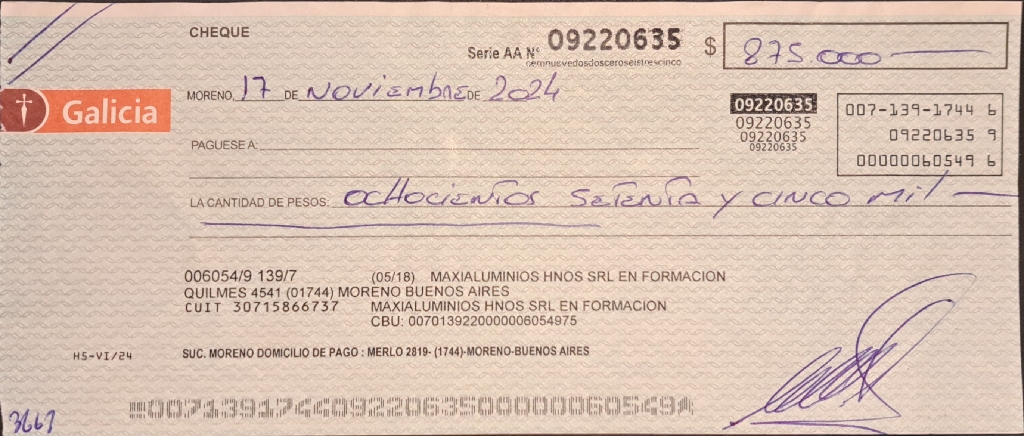 CHEQUE
Serie AA N° 09220635
ceronuevedosdosceroseistrescinco
$ 875.000
MORENO, 17 DE Noviembre DE 2024
Galicia
09220635
09220635
09220635
09220635
007-139-1744 6
09220635 9
00000060549 6
PAGUESE A:
LA CANTIDAD DE PESOS: OCHOCIENTOS SETENTA Y CINCO MIL
006054/9 139/7 (05/18) MAXIALUMINIOS HNOS SRL EN FORMACION
QUILMES 4541 (01744) MORENO BUENOS AIRES
CUIT 30715866737 MAXIALUMINIOS HNOS SRL EN FORMACION
CBU: 0070139220000006054975
HS-VI/24
SUC. MORENO DOMICILIO DE PAGO : MERLO 2819- (1744)-MORENO-BUENOS AIRES
00713917440922063500000060549